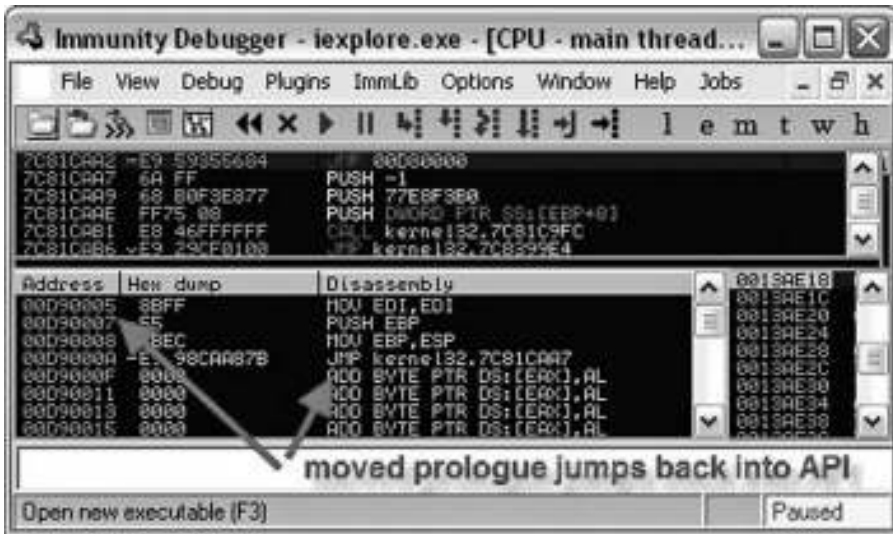 Immunity Debugger - iexplore.exe - [CPU - main thread...
File View Debug Plugins ImmLib Options Window Help Jobs
l e m t w h
7C81CAA2 -E9 59355684 JMP 00D80000
7C81CAA7 6A FF PUSH -1
7C81CAA9 68 B0F3E877 PUSH 77E8F3B0
7C81CAAE FF75 08 PUSH DWORD PTR SS:[EBP+8]
7C81CAB1 E8 46FFFFFF CALL kernel32.7C81C9FC
7C81CAB6 E9 29CF0100 JMP kernel32.7C8399E4
Address Hex dump Disassembly
00D90005 8BFF MOV EDI,EDI
00D90007 55 PUSH EBP
00D90008 8BEC MOV EBP,ESP
00D9000A 98CAA87B JMP kernel32.7C81CAA7
00D9000F 0000 ADD BYTE PTR DS:[EAX],AL
00D90011 0000 ADD BYTE PTR DS:[EAX],AL
00D90013 0000 ADD BYTE PTR DS:[EAX],AL
00D90015 0000 ADD BYTE PTR DS:[EAX],AL
0013AE18
0013AE1C
0013AE20
0013AE24
0013AE28
0013AE2C
0013AE30
0013AE34
0013AE38
moved prologue jumps back into API
Open new executable (F3)
Paused